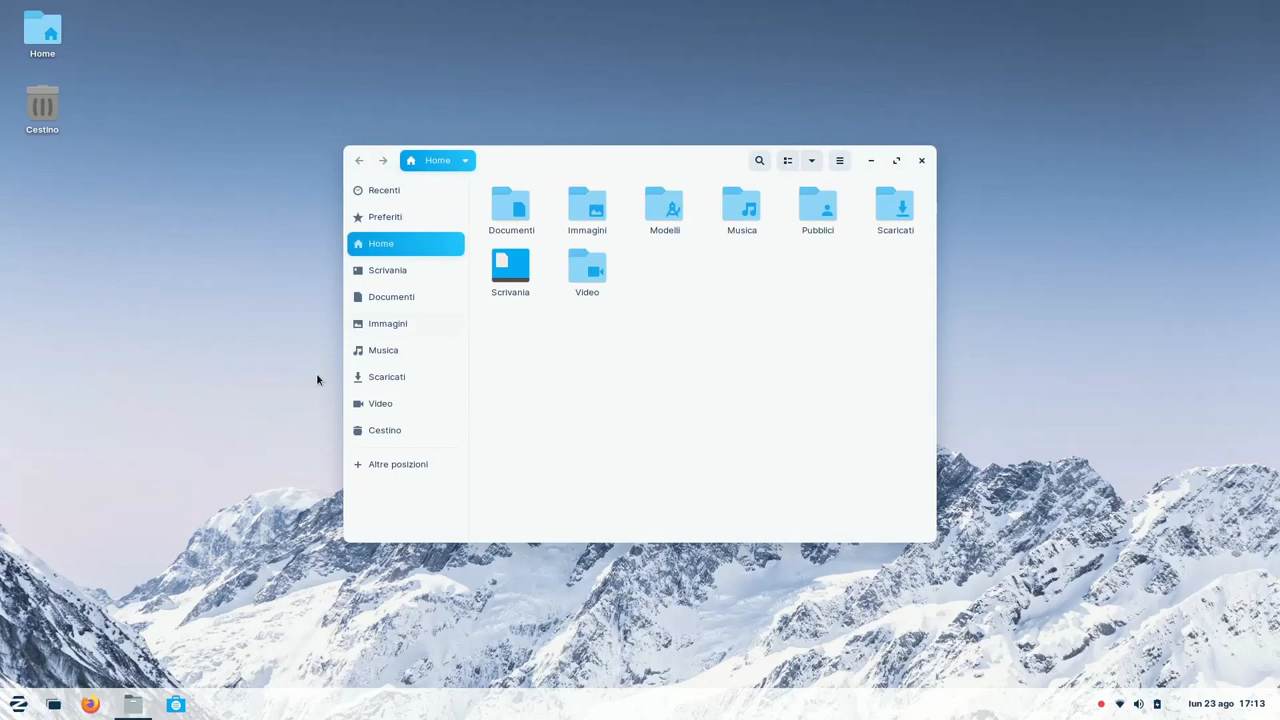 Home
Cestino
Home
Recenti
Preferiti
Home
Scrivania
Documenti
Immagini
Musica
Scaricati
Video
Cestino
Altre posizioni
Documenti
Immagini
Modelli
Musica
Pubblici
Scaricati
Scrivania
Video
lun 23 ago 17:13